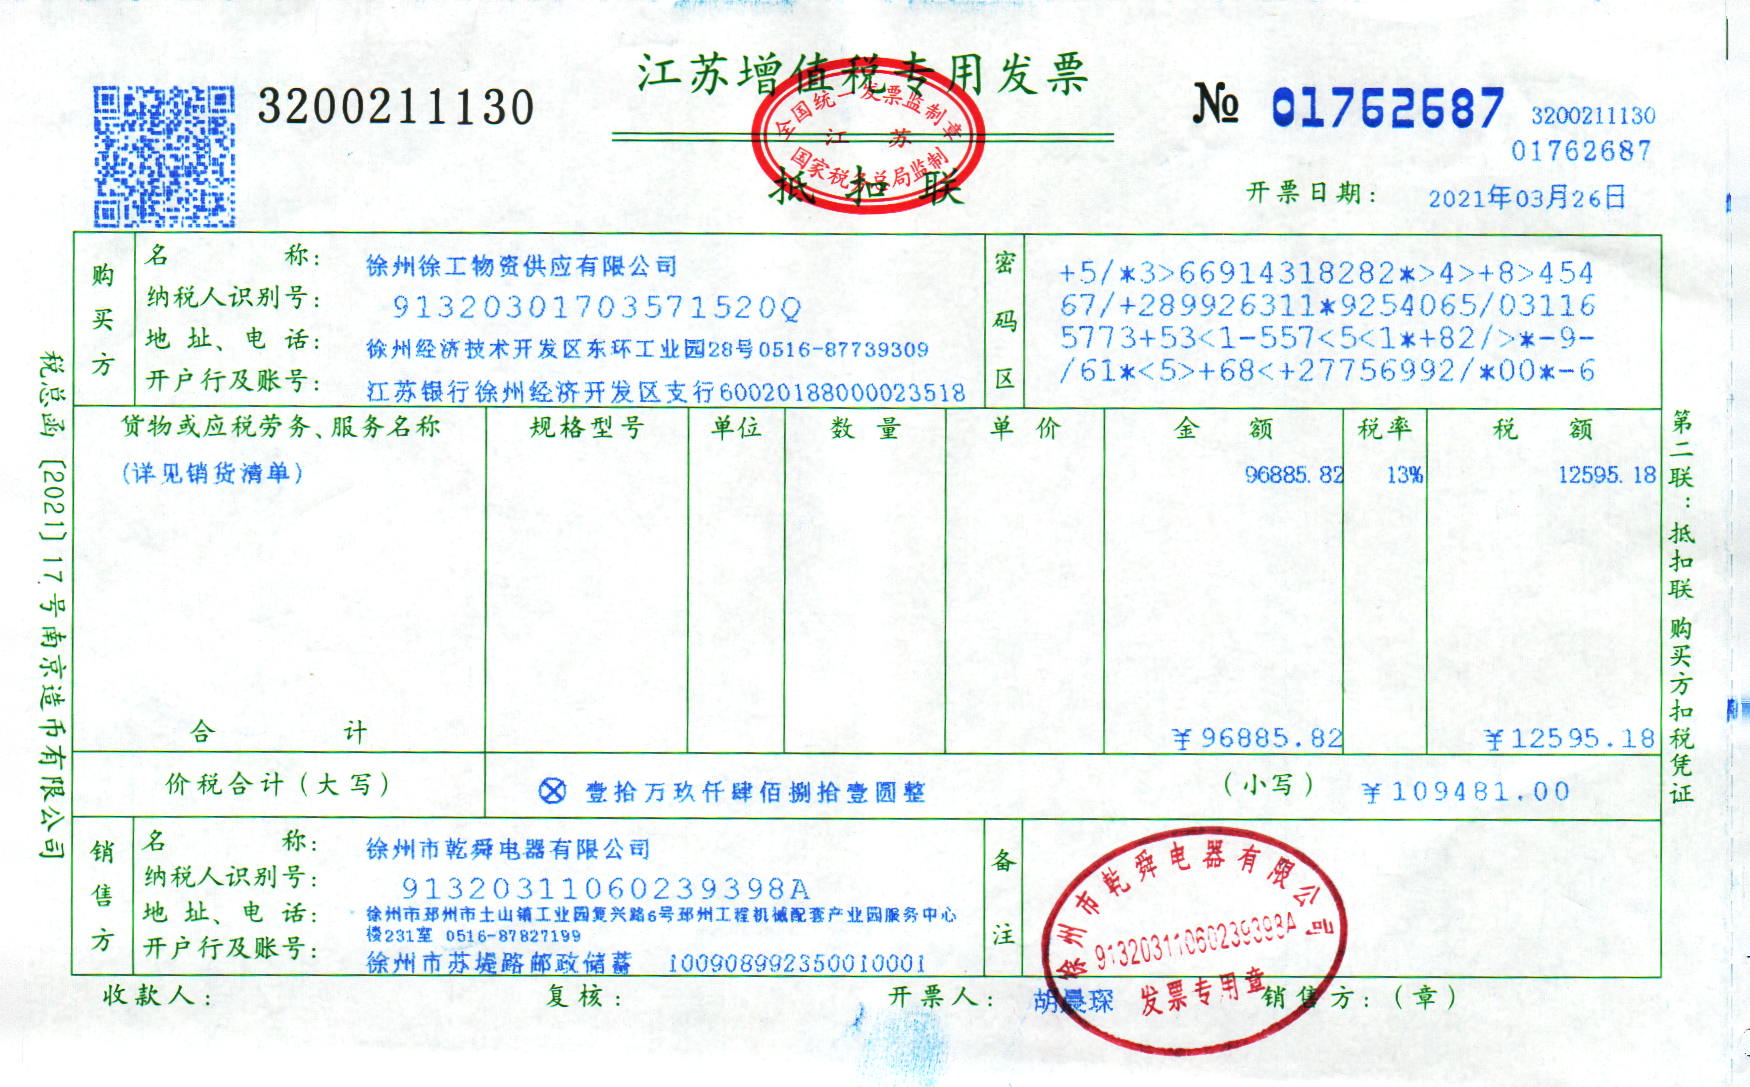 江苏增值税专用发票
3200211130
№ 01762687
3200211130
01762687
全国统一发票监制章
江 苏
国家税务总局监制
抵扣联
开票日期: 2021年03月26日
购买方
名 称: 徐州徐工物资供应有限公司
纳税人识别号: 91320301703571520Q
地 址、电 话: 徐州经济技术开发区东环工业园28号0516-87739309
开户行及账号: 江苏银行徐州经济开发区支行60020188000023518
密码区
+5/*3>66914318282*>4>+8>454
67/+289926311*9254065/03116
5773+53<1-557<5<1*+82/>*-9-
/61*<5>+68<+27756992/*00*-6
货物或应税劳务、服务名称 规格型号 单位 数 量 单 价 金 额 税率 税 额
(详见销货清单) 96885.82 13% 12595.18
合 计 ¥96885.82 ¥12595.18
价税合计(大写) ⊗ 壹拾万玖仟肆佰捌拾壹圆整 (小写) ¥109481.00
销售方
名 称: 徐州市乾舜电器有限公司
纳税人识别号: 91320311060239398A
地 址、电 话: 徐州市邳州市土山镇工业园复兴路6号邳州工程机械配套产业园服务中心
楼231室 0516-87827199
开户行及账号: 徐州市苏堤路邮政储蓄 100908992350010001
备注
徐州市乾舜电器有限公司
91320311060239398A
发票专用章
收款人: 复核: 开票人: 胡晨琛 销售方:(章)
税总函〔2021〕17号南京造币有限公司
第二联:抵扣联 购买方扣税凭证